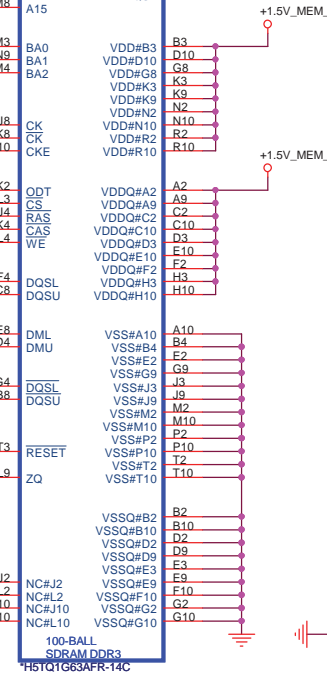 A15
+1.5V_MEM_
BA0 VDD#B3 B3
BA1 VDD#D10 D10
BA2 VDD#G8 G8
VDD#K3 K3
VDD#K9 K9
VDD#N2 N2
CK VDD#N10 N10
CK VDD#R2 R2
CKE VDD#R10 R10
+1.5V_MEM_
ODT VDDQ#A2 A2
CS VDDQ#A9 A9
RAS VDDQ#C2 C2
CAS VDDQ#C10 C10
WE VDDQ#D3 D3
VDDQ#E10 E10
VDDQ#F2 F2
DQSL VDDQ#H3 H3
DQSU VDDQ#H10 H10
DML VSS#A10 A10
DMU VSS#B4 B4
VSS#E2 E2
VSS#G9 G9
DQSL VSS#J3 J3
DQSU VSS#J9 J9
VSS#M2 M2
VSS#M10 M10
VSS#P2 P2
RESET VSS#P10 P10
VSS#T2 T2
ZQ VSS#T10 T10
VSSQ#B2 B2
VSSQ#B10 B10
VSSQ#D2 D2
VSSQ#D9 D9
VSSQ#E3 E3
NC#J2 VSSQ#E9 E9
NC#L2 VSSQ#F10 F10
NC#J10 VSSQ#G2 G2
NC#L10 VSSQ#G10 G10
100-BALL
SDRAM DDR3
*H5TQ1G63AFR-14C